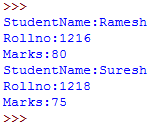 >>>
StudentName:Ramesh
Rollno:1216
Marks:80
StudentName:Suresh
Rollno:1218
Marks:75
>>>